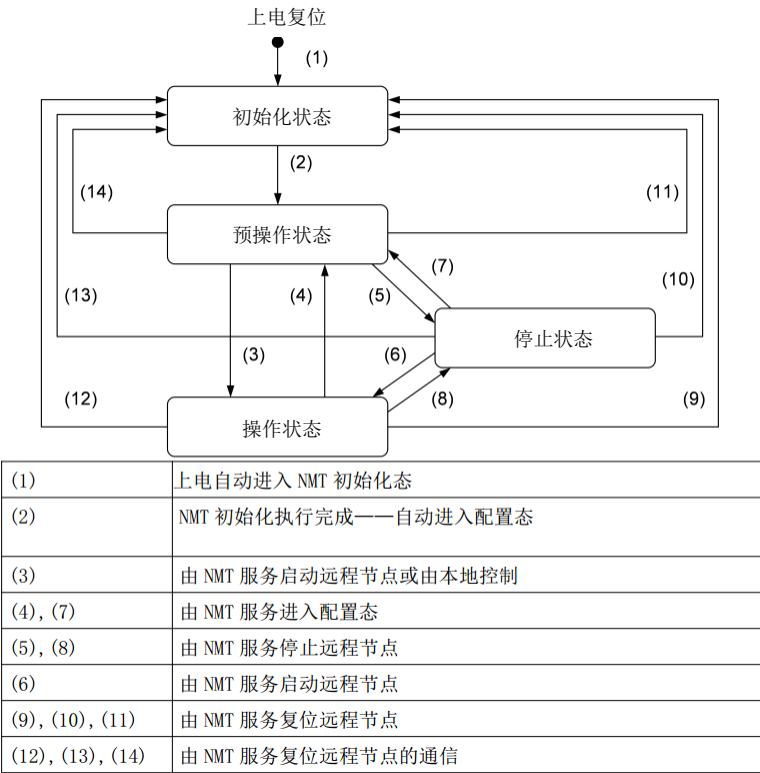 上电复位
(1)
初始化状态
(2)
(14)
(11)
预操作状态
(7)
(10)
(13)
(4)
(5)
停止状态
(3)
(6)
(12)
(8)
(9)
操作状态
(1) 上电自动进入 NMT 初始化态
(2) NMT 初始化执行完成——自动进入配置态
(3) 由 NMT 服务启动远程节点或由本地控制
(4),(7) 由 NMT 服务进入配置态
(5),(8) 由 NMT 服务停止远程节点
(6) 由 NMT 服务启动远程节点
(9),(10),(11) 由 NMT 服务复位远程节点
(12),(13),(14) 由 NMT 服务复位远程节点的通信